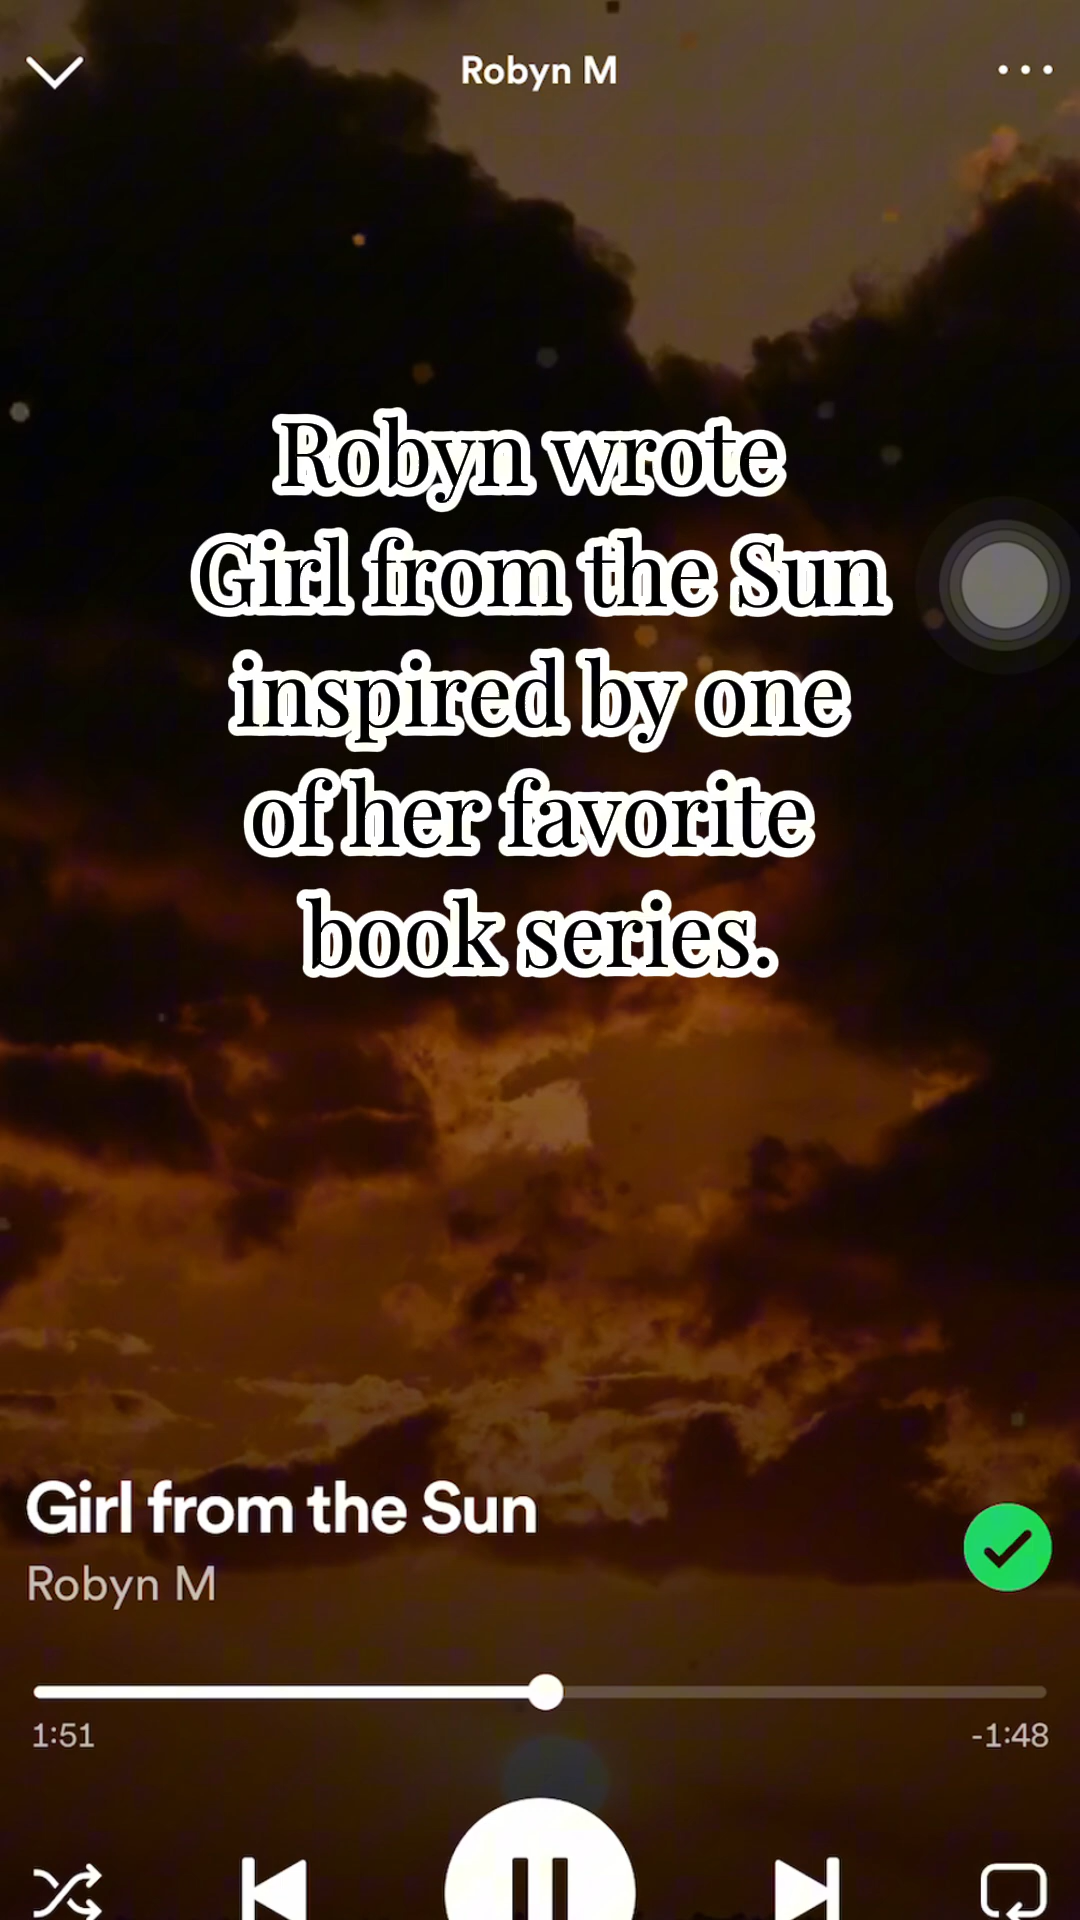 Robyn M
Robyn wrote
Girl from the Sun
inspired by one
of her favorite
book series.
Girl from the Sun
Robyn M
1:51
-1:48